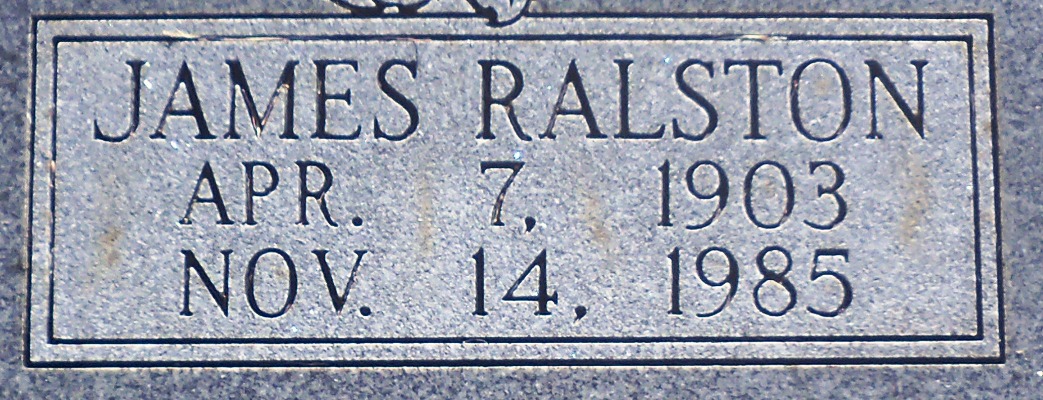 JAMES RALSTON
APR. 7, 1903
NOV. 14, 1985